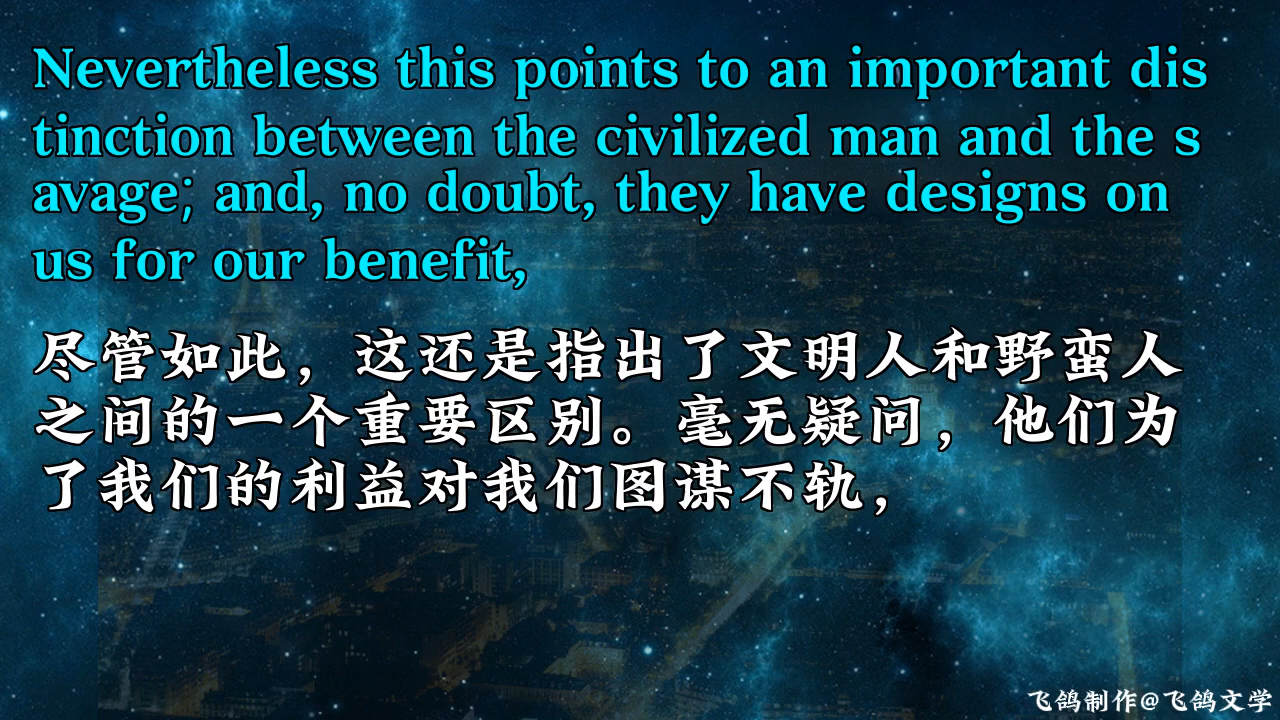 Nevertheless this points to an important dis
tinction between the civilized man and the s
avage; and, no doubt, they have designs on
us for our benefit,
尽管如此，这还是指出了文明人和野蛮人
之间的一个重要区别。毫无疑问，他们为
了我们的利益对我们图谋不轨，
飞鸽制作@飞鸽文学